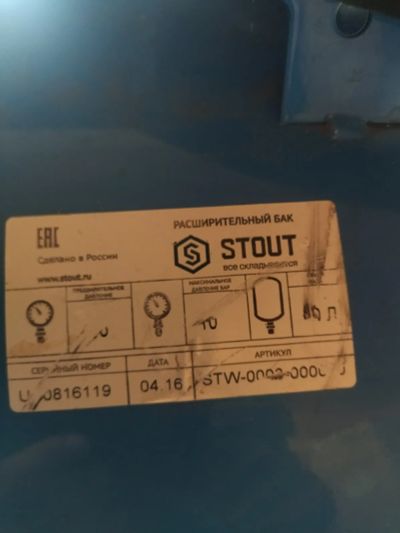 EAC
Сделано в России
www.stout.ru
РАСШИРИТЕЛЬНЫЙ БАК
STOUT
ВСЕ СКЛАДЫВАЕТСЯ
ПРЕДВАРИТЕЛЬНОЕ ДАВЛЕНИЕ
МАКСИМАЛЬНОЕ ДАВЛЕНИЕ БАР
10
80 Л
СЕРИЙНЫЙ НОМЕР
ДАТА
АРТИКУЛ
0816119
04.16